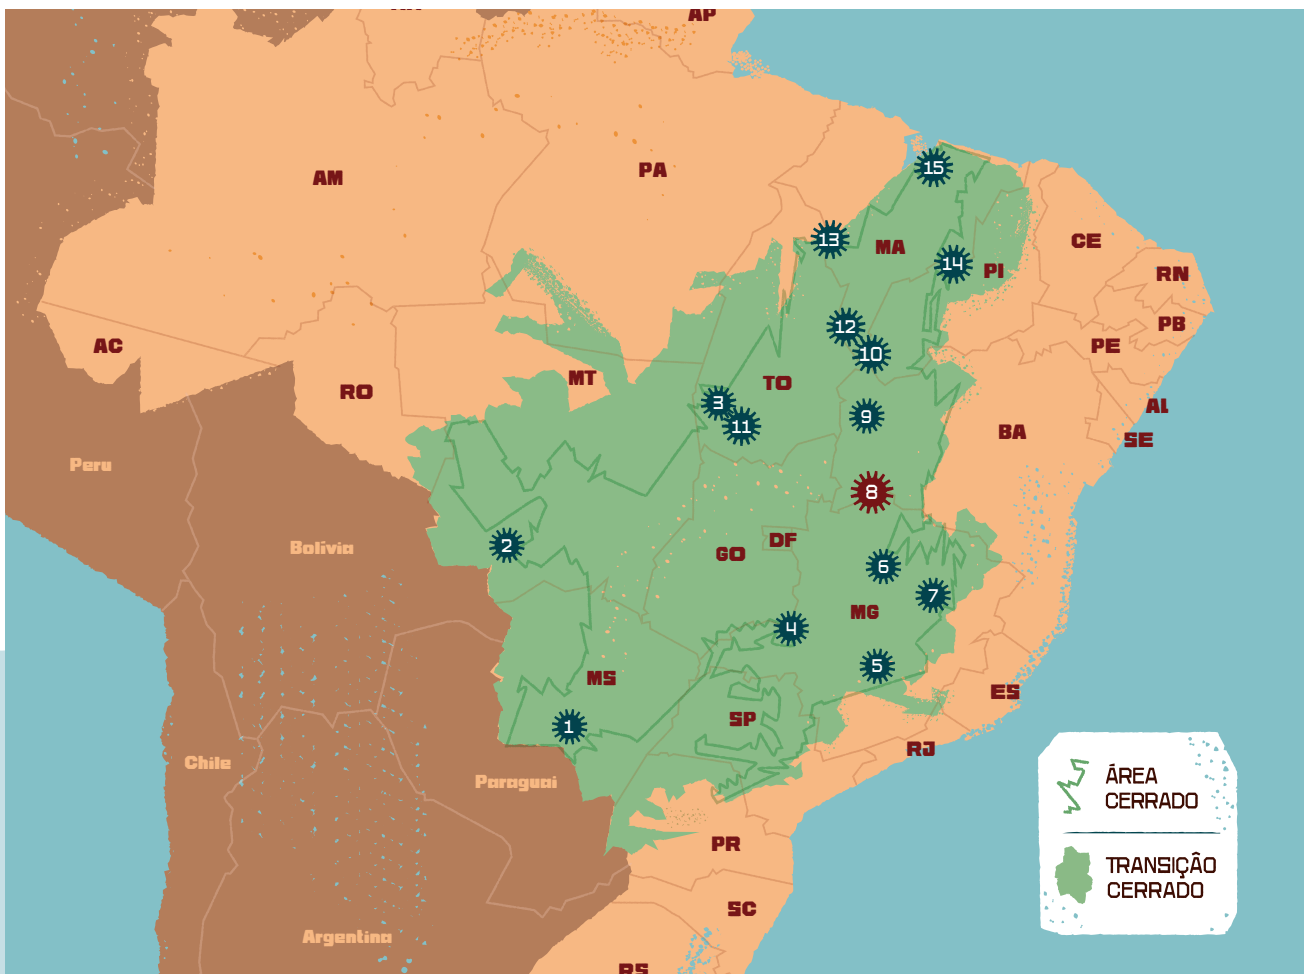 AP
15
AM
PA
13
MA
CE
14
PI
RN
12
PB
10
PE
AC
MT
TO
RO
3
9
AL
11
BA
SE
Peru
8
Bolívia
2
GO
DF
6
7
MG
4
5
MS
ES
1
SP
RJ
Chile
Paraguai
ÁREA
CERRADO
PR
TRANSIÇÃO
CERRADO
SC
Argentina
RS